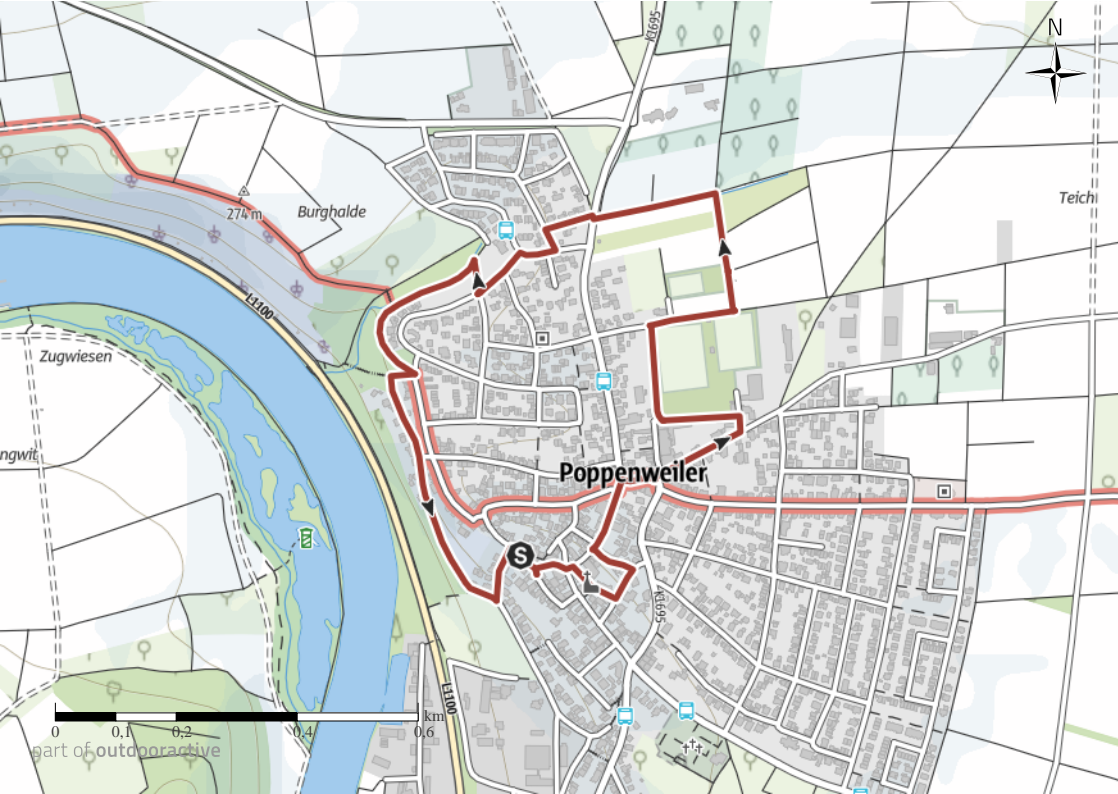 K1695
N
Teich
274 m
Burghalde
L1100
Zugwiesen
ngwit
Poppenweiler
S
K1695
L1100
km
0 0,1 0,2 0,4 0,6
part of outdooractive